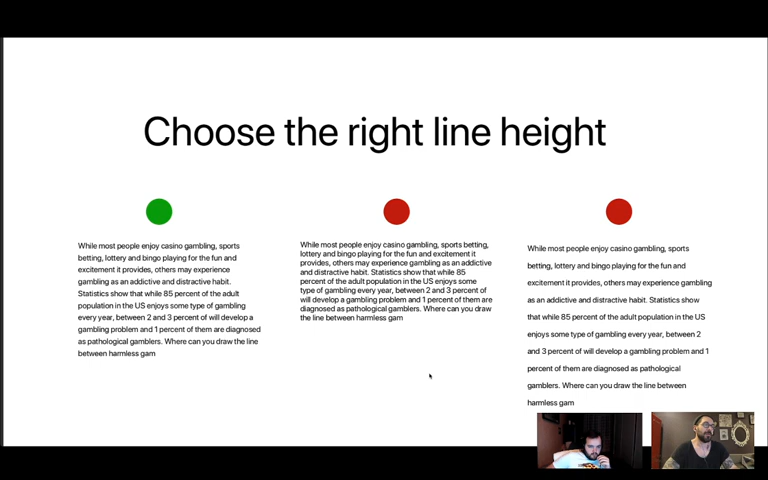 Choose the right line height
While most people enjoy casino gambling, sports
betting, lottery and bingo playing for the fun and
excitement it provides, others may experience
gambling as an addictive and distractive habit.
Statistics show that while 85 percent of the adult
population in the US enjoys some type of gambling
every year, between 2 and 3 percent of will develop a
gambling problem and 1 percent of them are diagnosed
as pathological gamblers. Where can you draw the line
between harmless gam
While most people enjoy casino gambling, sports betting,
lottery and bingo playing for the fun and excitement it
provides, others may experience gambling as an addictive
and distractive habit. Statistics show that while 85
percent of the adult population in the US enjoys some
type of gambling every year, between 2 and 3 percent of
will develop a gambling problem and 1 percent of them are
diagnosed as pathological gamblers. Where can you draw
the line between harmless gam
While most people enjoy casino gambling, sports
betting, lottery and bingo playing for the fun and
excitement it provides, others may experience gambling
as an addictive and distractive habit. Statistics show
that while 85 percent of the adult population in the US
enjoys some type of gambling every year, between 2
and 3 percent of will develop a gambling problem and 1
percent of them are diagnosed as pathological
gamblers. Where can you draw the line between
harmless gam